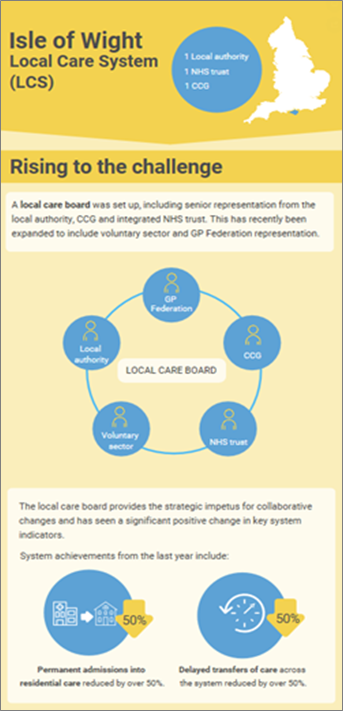 Isle of Wight
Local Care System
(LCS)
1 Local authority
1 NHS trust
1 CCG
Rising to the challenge
A local care board was set up, including senior representation from the
local authority, CCG and integrated NHS trust. This has recently been
expanded to include voluntary sector and GP Federation representation.
GP
Federation
Local
authority
CCG
LOCAL CARE BOARD
Voluntary
sector
NHS trust
The local care board provides the strategic impetus for collaborative
changes and has seen a significant positive change in key system
indicators.
System achievements from the last year include:
50%
50%
Permanent admissions into
residential care reduced by over 50%.
Delayed transfers of care across
the system reduced by over 50%.